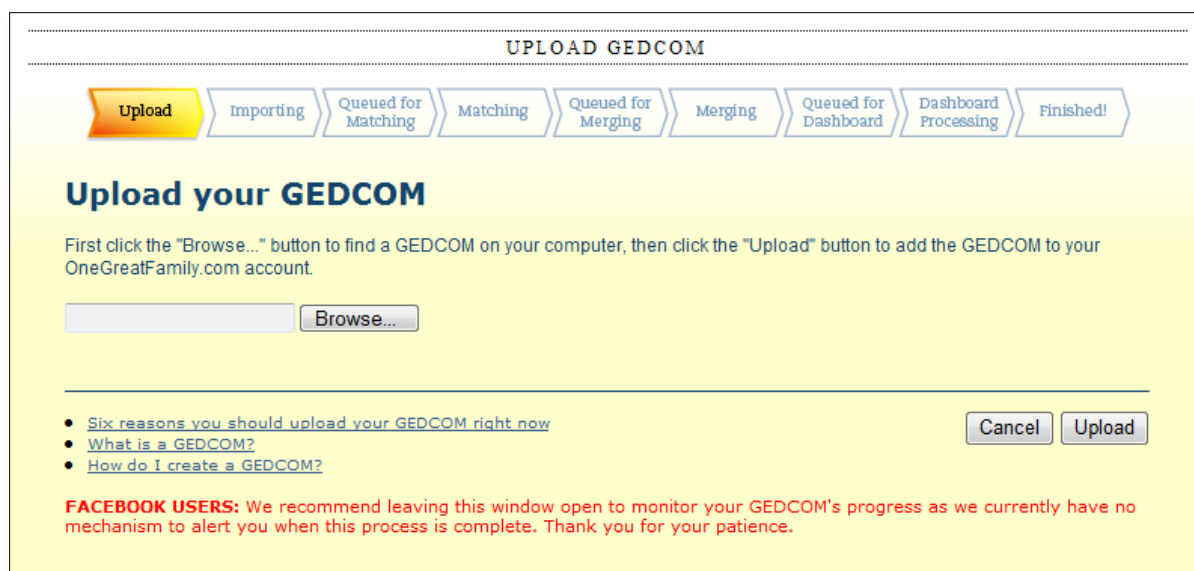 UPLOAD GEDCOM
Upload
Importing
Queued for
Matching
Matching
Queued for
Merging
Merging
Queued for
Dashboard
Dashboard
Processing
Finished!
Upload your GEDCOM
First click the "Browse..." button to find a GEDCOM on your computer, then click the "Upload" button to add the GEDCOM to your
OneGreatFamily.com account.
Browse...
Six reasons you should upload your GEDCOM right now
What is a GEDCOM?
How do I create a GEDCOM?
Cancel
Upload
FACEBOOK USERS: We recommend leaving this window open to monitor your GEDCOM's progress as we currently have no
mechanism to alert you when this process is complete. Thank you for your patience.